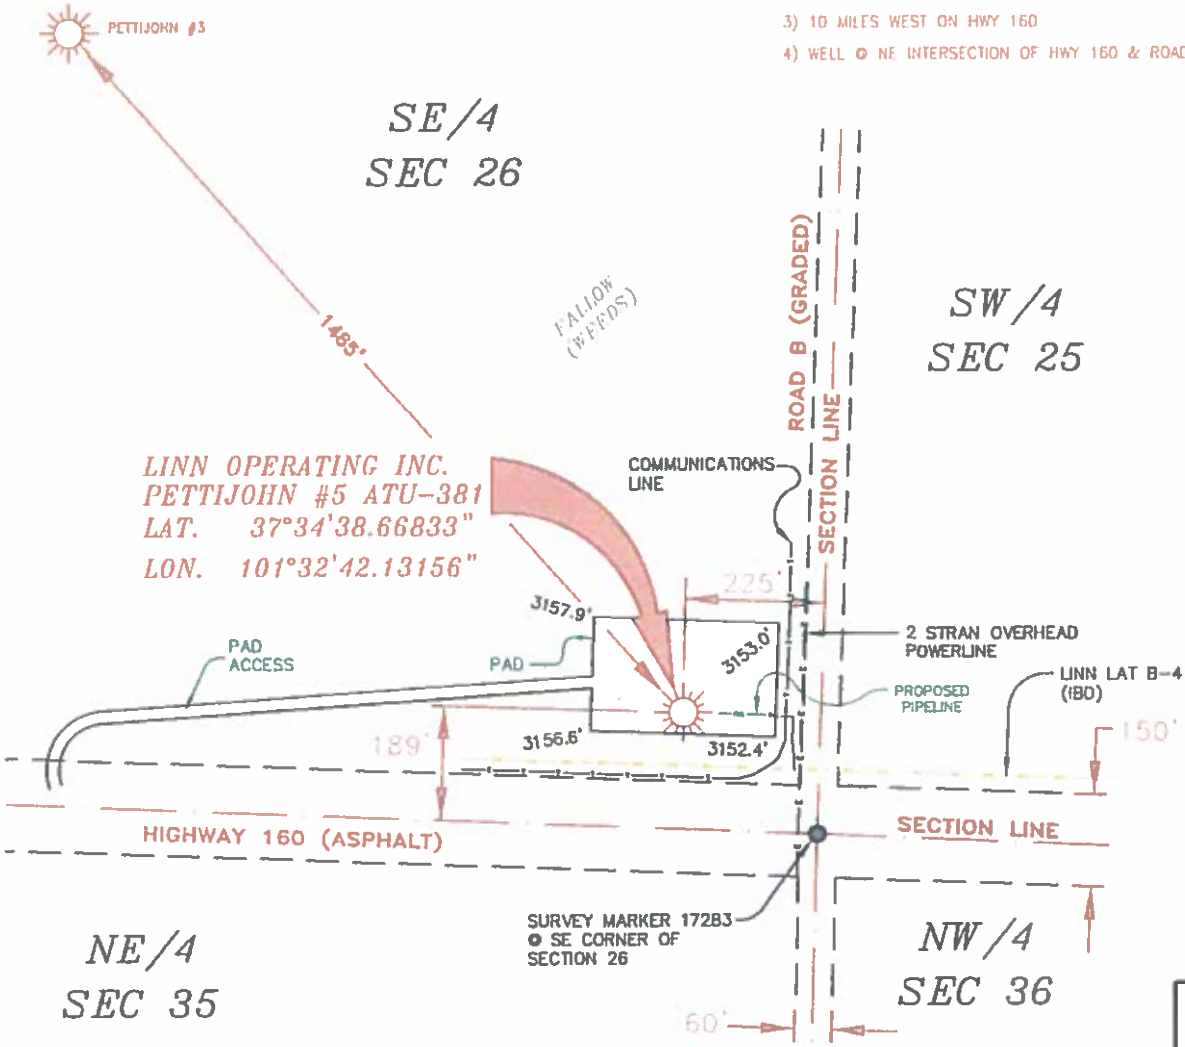 PETTIJOHN #3
3) 10 MILES WEST ON HWY 160
4) WELL @ NE INTERSECTION OF HWY 160 & ROAD
SE/4
SEC 26
FALLOW
(WEEDS)
ROAD B (GRADED)
SECTION LINE
SW/4
SEC 25
1485'
LINN OPERATING INC.
PETTIJOHN #5 ATU-381
LAT. 37°34'38.66833"
LON. 101°32'42.13156"
COMMUNICATIONS
LINE
225'
3157.9'
3153.0'
2 STRAN OVERHEAD
POWERLINE
PAD
ACCESS
PAD
PROPOSED
PIPELINE
LINN LAT B-4
(IBD)
189'
3156.6'
3152.4'
150'
HIGHWAY 160 (ASPHALT)
SECTION LINE
SURVEY MARKER 17283
@ SE CORNER OF
SECTION 26
NE/4
SEC 35
NW/4
SEC 36
60'